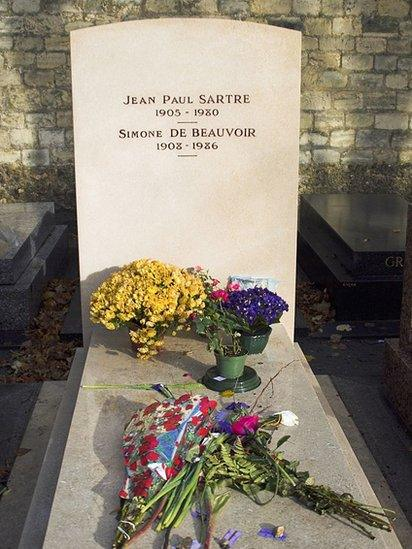 JEAN PAUL SARTRE
1905 - 1980
SIMONE DE BEAUVOIR
1908 - 1986